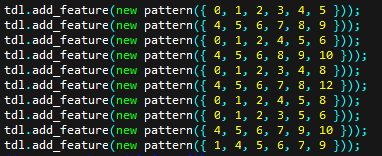 tdl.add_feature(new pattern({ 0, 1, 2, 3, 4, 5 }));
tdl.add_feature(new pattern({ 4, 5, 6, 7, 8, 9 }));
tdl.add_feature(new pattern({ 0, 1, 2, 4, 5, 6 }));
tdl.add_feature(new pattern({ 4, 5, 6, 8, 9, 10 }));
tdl.add_feature(new pattern({ 0, 1, 2, 3, 4, 8 }));
tdl.add_feature(new pattern({ 4, 5, 6, 7, 8, 12 }));
tdl.add_feature(new pattern({ 0, 1, 2, 4, 5, 8 }));
tdl.add_feature(new pattern({ 0, 1, 2, 3, 5, 6 }));
tdl.add_feature(new pattern({ 4, 5, 6, 7, 9, 10 }));
tdl.add_feature(new pattern({ 1, 4, 5, 6, 7, 9 }));